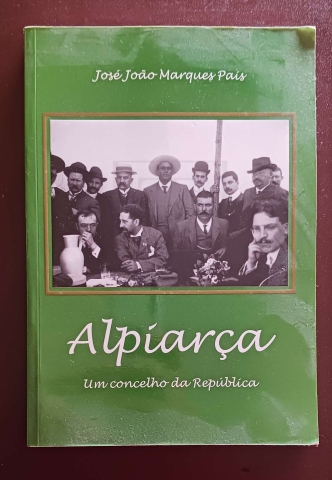 José João Marques Pais
Alpiarça
Um concelho da República